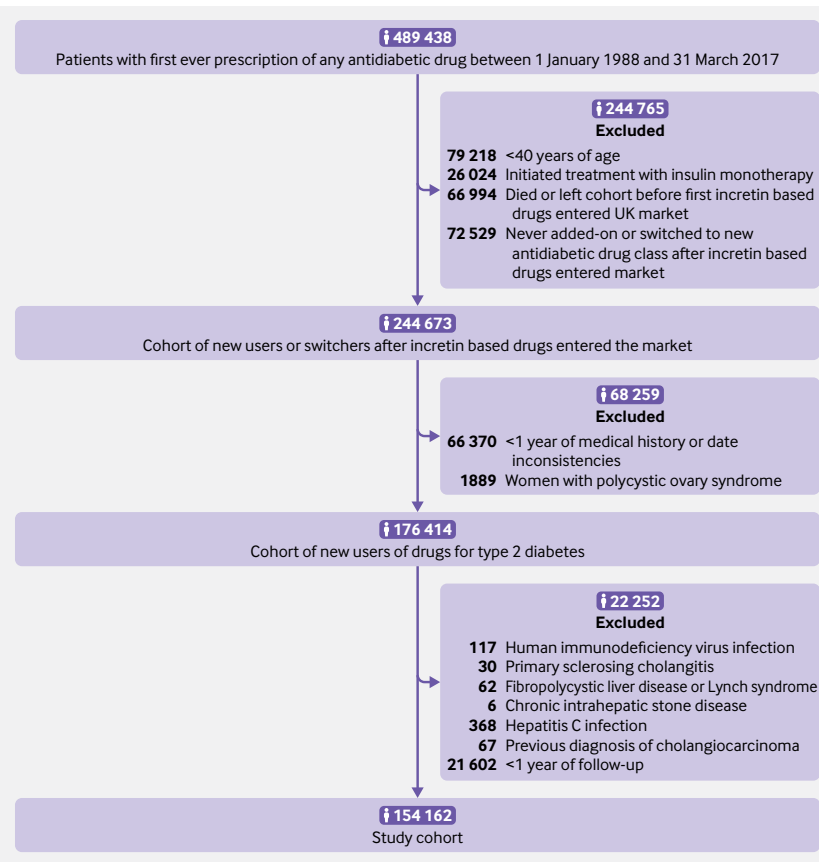 489 438
Patients with first ever prescription of any antidiabetic drug between 1 January 1988 and 31 March 2017
244 765
Excluded
79 218 <40 years of age
26 024 Initiated treatment with insulin monotherapy
66 994 Died or left cohort before first incretin based
drugs entered UK market
72 529 Never added-on or switched to new
antidiabetic drug class after incretin based
drugs entered market
244 673
Cohort of new users or switchers after incretin based drugs entered the market
68 259
Excluded
66 370 <1 year of medical history or date
inconsistencies
1889 Women with polycystic ovary syndrome
176 414
Cohort of new users of drugs for type 2 diabetes
22 252
Excluded
117 Human immunodeficiency virus infection
30 Primary sclerosing cholangitis
62 Fibropolycystic liver disease or Lynch syndrome
6 Chronic intrahepatic stone disease
368 Hepatitis C infection
67 Previous diagnosis of cholangiocarcinoma
21 602 <1 year of follow-up
154 162
Study cohort